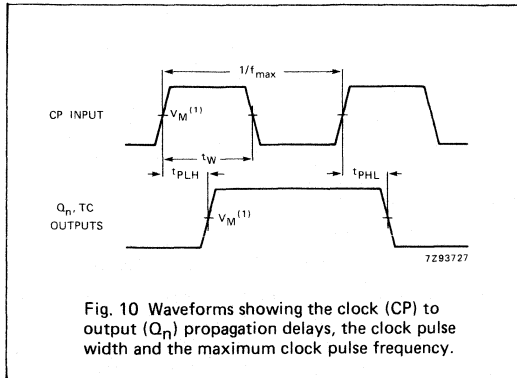 1/fmax
CP INPUT
VM(1)
tW
tPLH
tPHL
Qn, TC
OUTPUTS
VM(1)
7Z93727
Fig. 10 Waveforms showing the clock (CP) to
output (Qn) propagation delays, the clock pulse
width and the maximum clock pulse frequency.